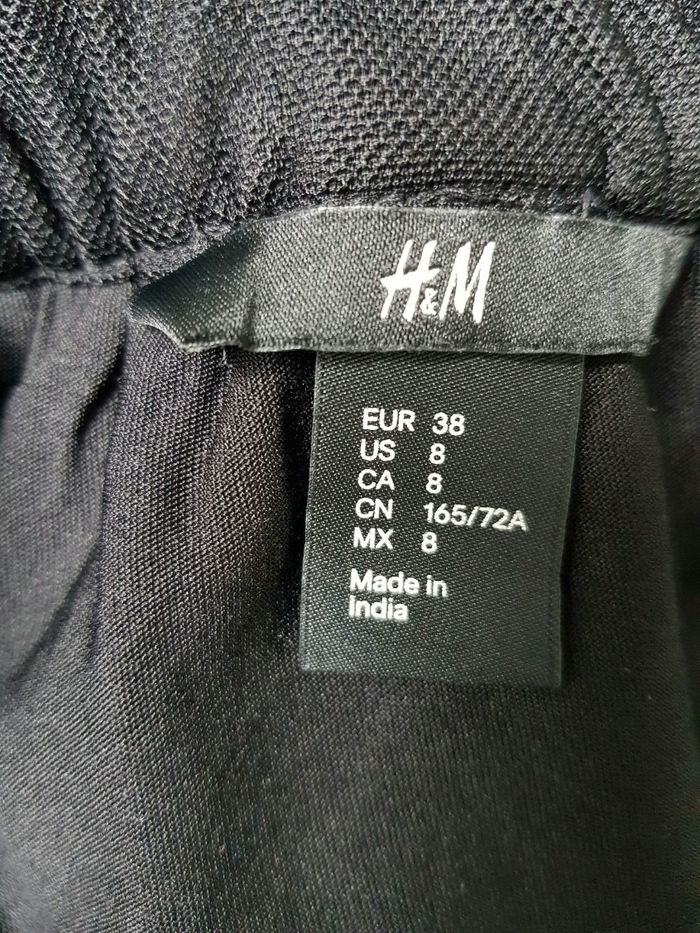 H&M
EUR 38
US 8
CA 8
CN 165/72A
MX 8
Made in
India